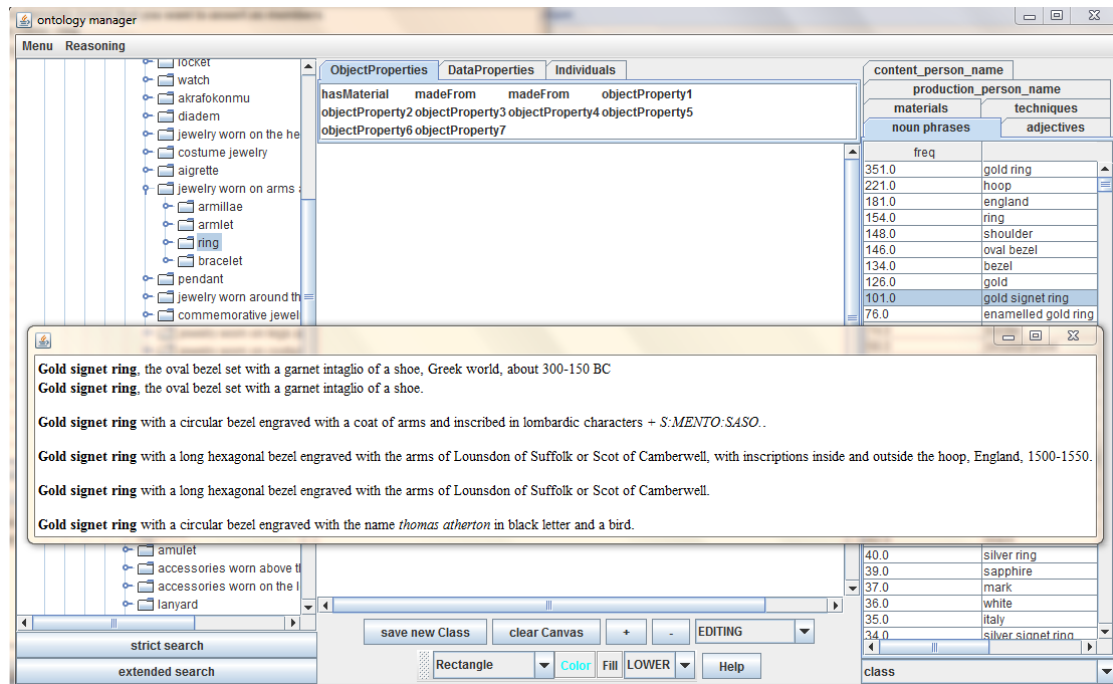 ontology manager
Menu Reasoning
locket
watch
akrafokonmu
diadem
jewelry worn on the he
costume jewelry
aigrette
jewelry worn on arms
armillae
armlet
ring
bracelet
pendant
jewelry worn around th
commemorative jewel
ObjectProperties DataProperties Individuals
hasMaterial madeFrom madeFrom objectProperty1
objectProperty2 objectProperty3 objectProperty4 objectProperty5
objectProperty6 objectProperty7
content_person_name
production_person_name
materials techniques
noun phrases adjectives
freq
351.0 gold ring
221.0 hoop
181.0 england
154.0 ring
148.0 shoulder
146.0 oval bezel
134.0 bezel
126.0 gold
101.0 gold signet ring
76.0 enamelled gold ring
Gold signet ring, the oval bezel set with a garnet intaglio of a shoe, Greek world, about 300-150 BC
Gold signet ring, the oval bezel set with a garnet intaglio of a shoe.
Gold signet ring with a circular bezel engraved with a coat of arms and inscribed in lombardic characters + S:MENTO:SASO. .
Gold signet ring with a long hexagonal bezel engraved with the arms of Lounsdon of Suffolk or Scot of Camberwell, with inscriptions inside and outside the hoop, England, 1500-1550.
Gold signet ring with a long hexagonal bezel engraved with the arms of Lounsdon of Suffolk or Scot of Camberwell.
Gold signet ring with a circular bezel engraved with the name thomas atherton in black letter and a bird.
amulet
accessories worn above tl
accessories worn on the l
lanyard
40.0 silver ring
39.0 sapphire
37.0 mark
36.0 white
35.0 italy
34.0 silver signet ring
strict search
extended search
save new Class clear Canvas + - EDITING
Rectangle Color Fill LOWER Help
class